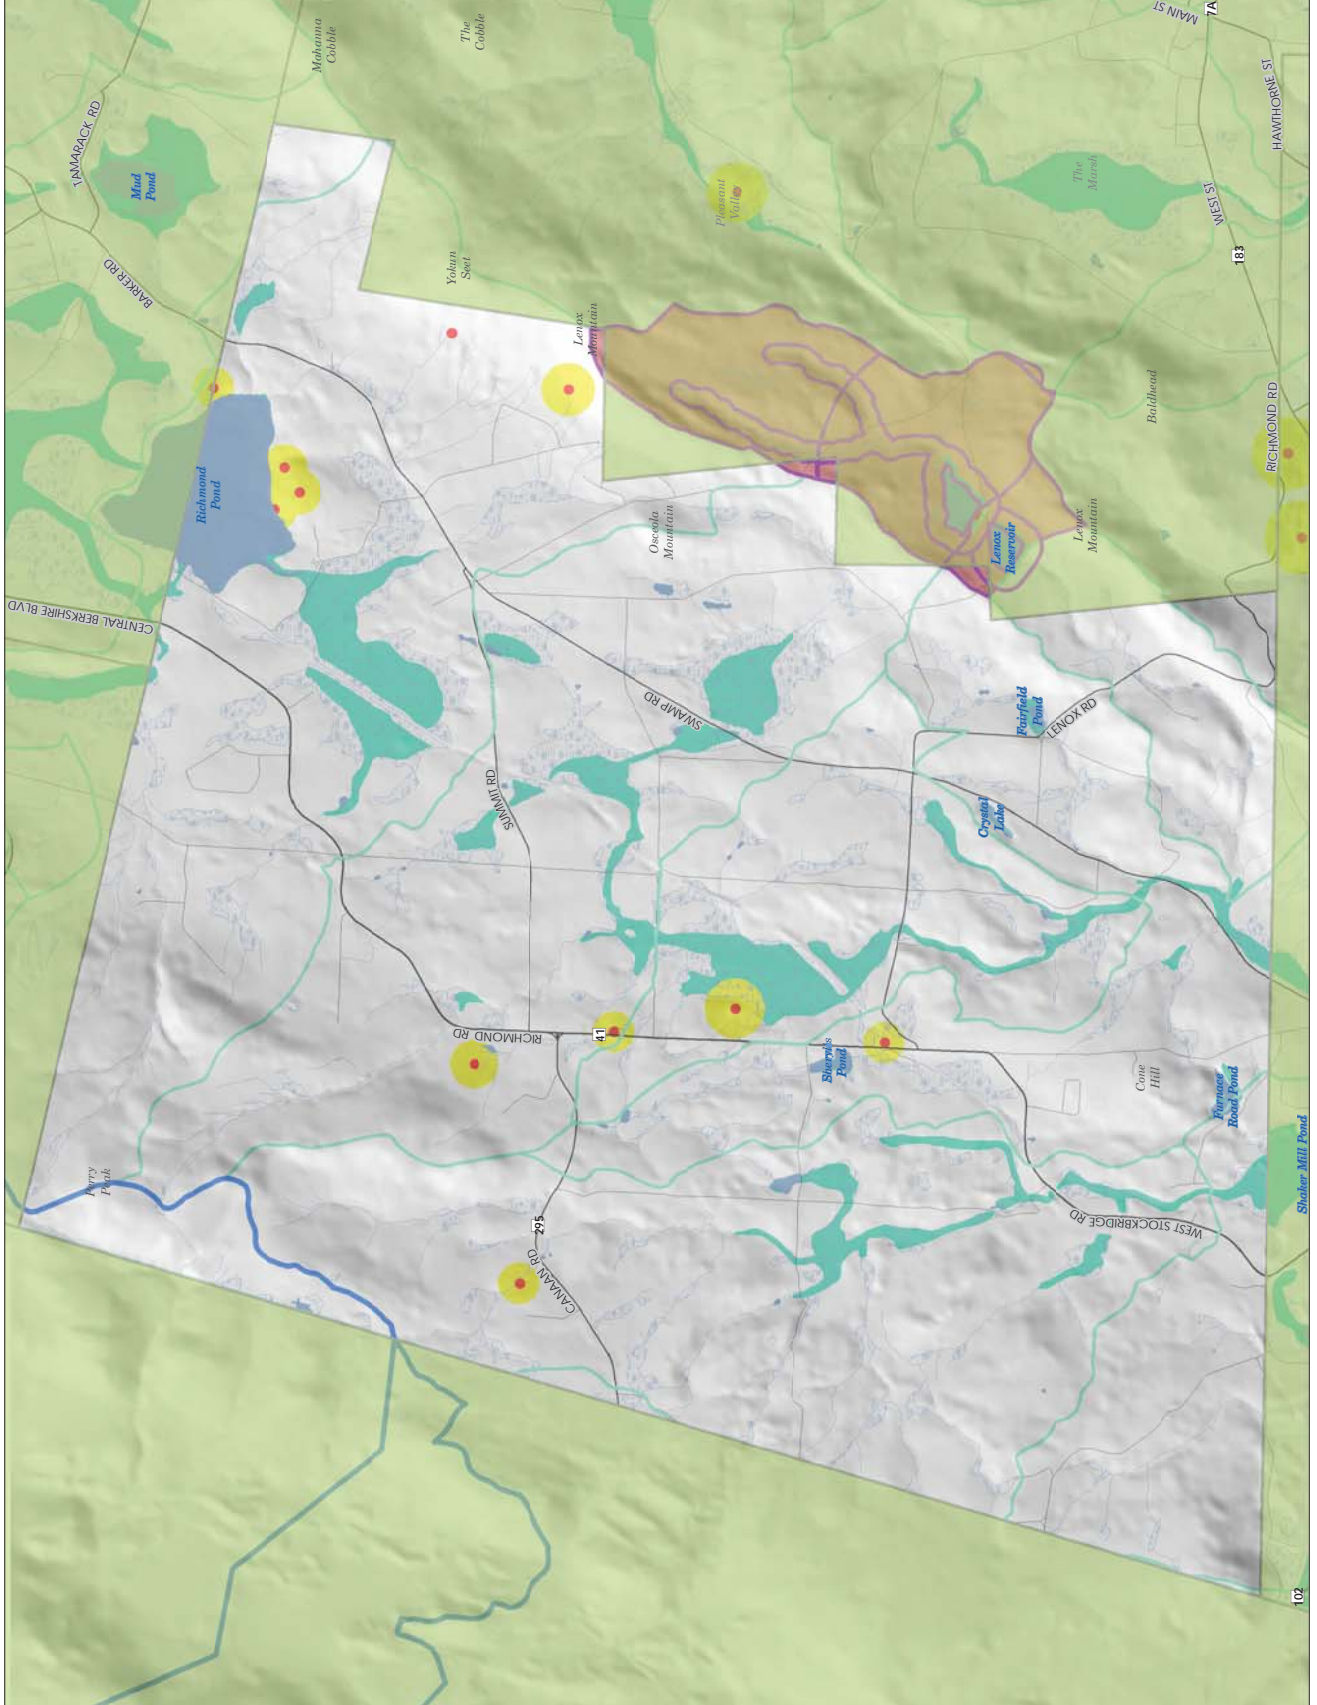 MAIN ST
7A
Mahanna
Cobble
The
Cobble
TAMARACK RD
HAWTHORNE ST
Mud
Pond
Pleasant
Valley
The
Marsh
WEST ST
183
BARKER RD
Yokun
Seet
Lenox
Mountain
Baldhead
RICHMOND RD
Richmond
Pond
Osceola
Mountain
Lenox
Reservoir
Lenox
Mountain
CENTRAL BERKSHIRE BLVD
SWAMP RD
Fairfield
Pond
LENOX RD
SUMMIT RD
Crystal
Lake
RICHMOND RD
41
Sheryls
Pond
Cone
Hill
Furnace
Road Pond
Shaker Mill Pond
Perry
Peak
295
CANAAN RD
WEST STOCKBRIDGE RD
102